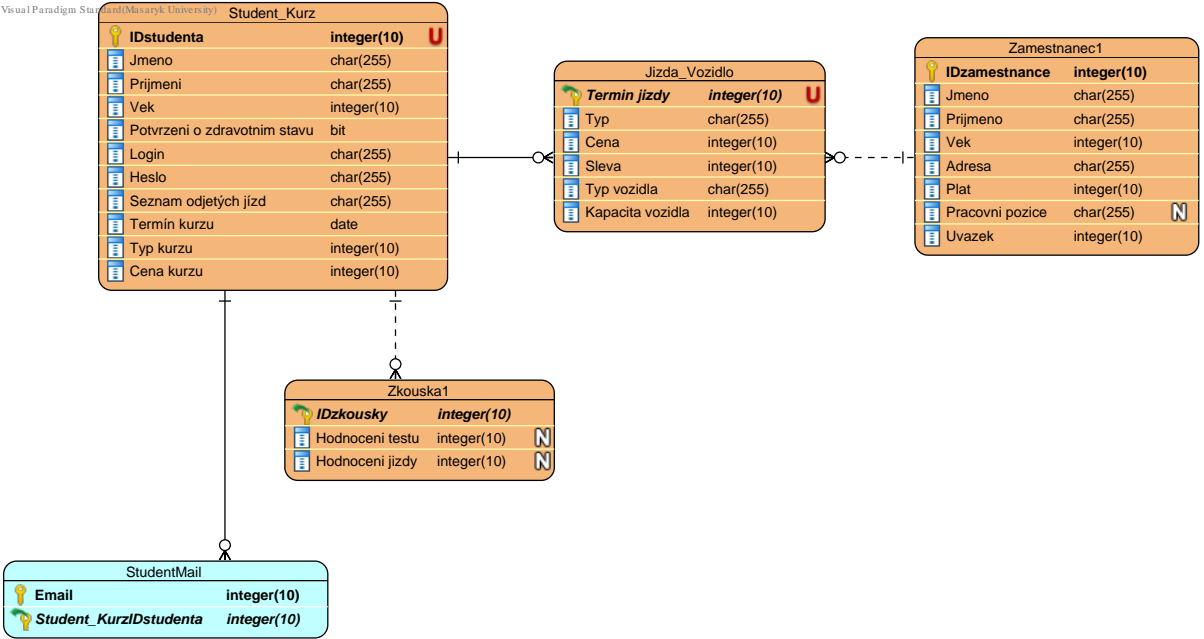 Visual Paradigm Standard(Masaryk University)
Student_Kurz
IDstudenta integer(10) U
Jmeno char(255)
Prijmeni char(255)
Vek integer(10)
Potvrzeni o zdravotnim stavu bit
Login char(255)
Heslo char(255)
Seznam odjetých jízd char(255)
Termín kurzu date
Typ kurzu integer(10)
Cena kurzu integer(10)
Jizda_Vozidlo
Termin jizdy integer(10) U
Typ char(255)
Cena integer(10)
Sleva integer(10)
Typ vozidla char(255)
Kapacita vozidla integer(10)
Zamestnanec1
IDzamestnance integer(10)
Jmeno char(255)
Prijmeno char(255)
Vek integer(10)
Adresa char(255)
Plat integer(10)
Pracovni pozice char(255) N
Uvazek integer(10)
Zkouska1
IDzkousky integer(10)
Hodnoceni testu integer(10) N
Hodnoceni jizdy integer(10) N
StudentMail
Email integer(10)
Student_KurzIDstudenta integer(10)